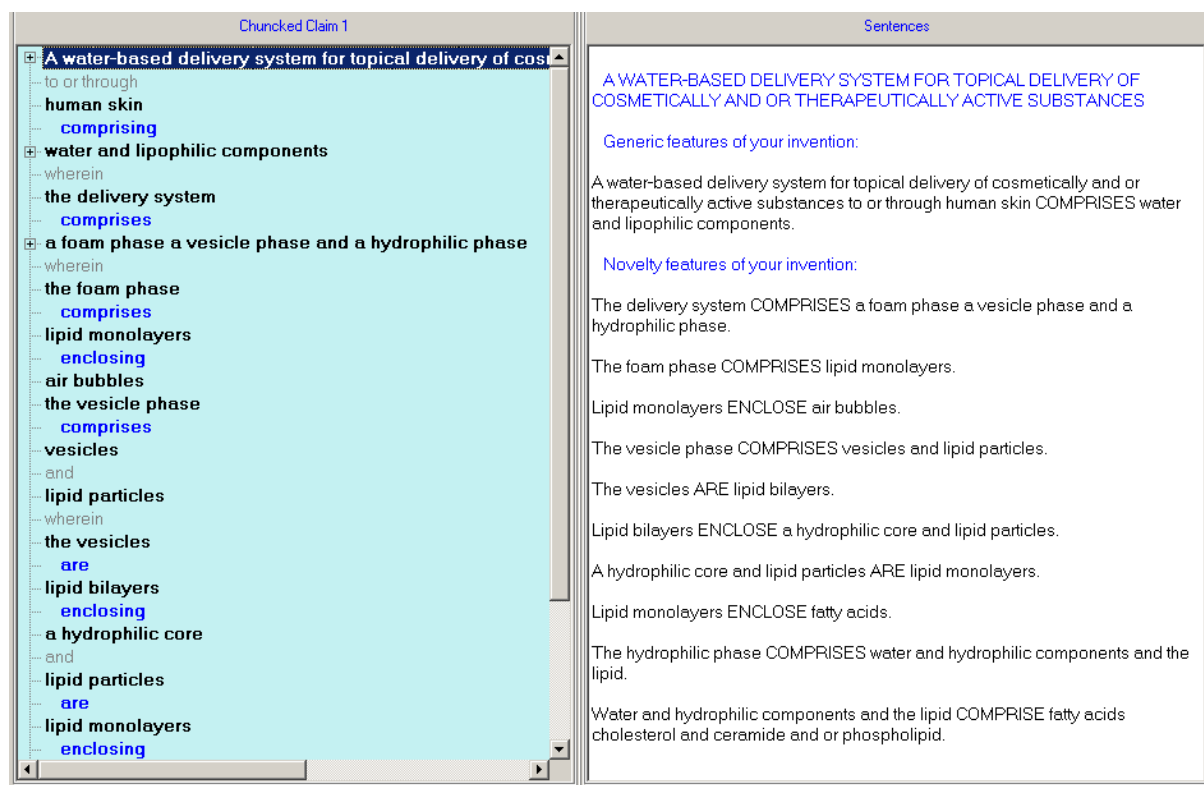 Chuncked Claim 1
A water-based delivery system for topical delivery of
to or through
human skin
comprising
water and lipophilic components
wherein
the delivery system
comprises
a foam phase a vesicle phase and a hydrophilic phase
wherein
the foam phase
comprises
lipid monolayers
enclosing
air bubbles
the vesicle phase
comprises
vesicles
and
lipid particles
wherein
the vesicles
are
lipid bilayers
enclosing
a hydrophilic core
and
lipid particles
are
lipid monolayers
enclosing
Sentences
A WATER-BASED DELIVERY SYSTEM FOR TOPICAL DELIVERY OF
COSMETICALLY AND OR THERAPEUTICALLY ACTIVE SUBSTANCES
Generic features of your invention:
A water-based delivery system for topical delivery of cosmetically and or
therapeutically active substances to or through human skin COMPRISES water
and lipophilic components.
Novelty features of your invention:
The delivery system COMPRISES a foam phase a vesicle phase and a
hydrophilic phase.
The foam phase COMPRISES lipid monolayers.
Lipid monolayers ENCLOSE air bubbles.
The vesicle phase COMPRISES vesicles and lipid particles.
The vesicles ARE lipid bilayers.
Lipid bilayers ENCLOSE a hydrophilic core and lipid particles.
A hydrophilic core and lipid particles ARE lipid monolayers.
Lipid monolayers ENCLOSE fatty acids.
The hydrophilic phase COMPRISES water and hydrophilic components and the
lipid.
Water and hydrophilic components and the lipid COMPRISE fatty acids
cholesterol and ceramide and or phospholipid.